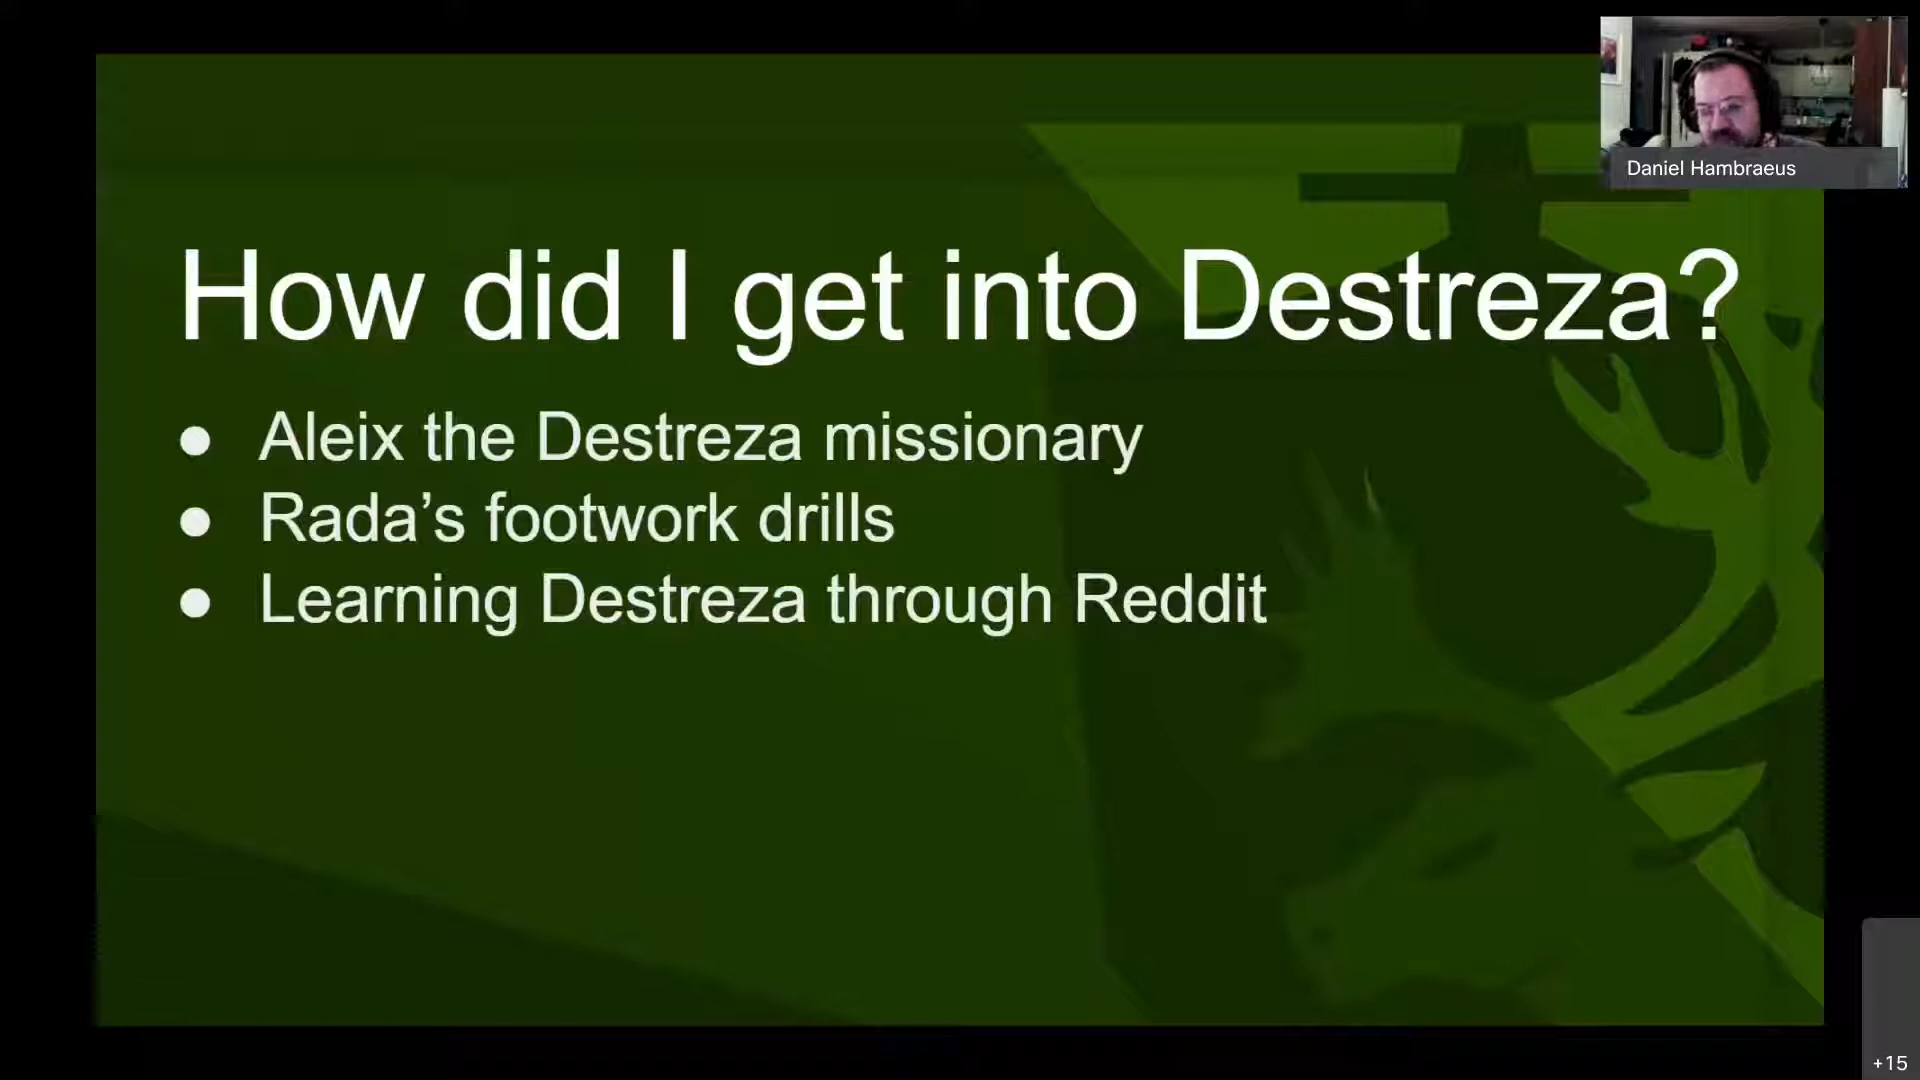 Daniel Hambraeus
How did I get into Destreza?
● Aleix the Destreza missionary
● Rada’s footwork drills
● Learning Destreza through Reddit
+15